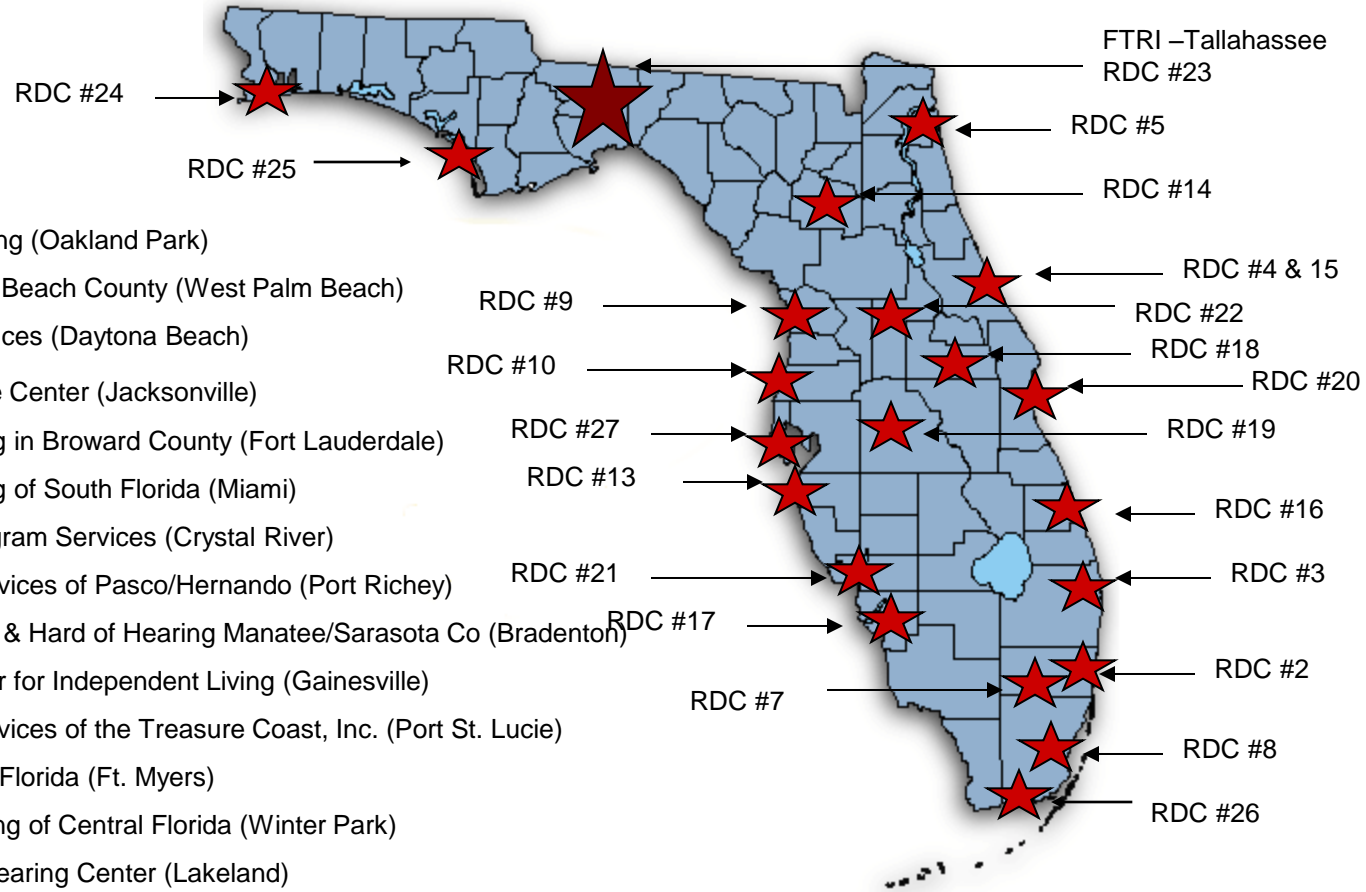 FTRI –Tallahassee
RDC #23
RDC #24
RDC #5
RDC #25
RDC #14
ng (Oakland Park)
RDC #4 & 15
Beach County (West Palm Beach)
RDC #9
RDC #22
ces (Daytona Beach)
RDC #18
RDC #10
RDC #20
e Center (Jacksonville)
RDC #27
RDC #19
g in Broward County (Fort Lauderdale)
RDC #13
g of South Florida (Miami)
RDC #16
gram Services (Crystal River)
RDC #21
RDC #3
vices of Pasco/Hernando (Port Richey)
RDC #17
& Hard of Hearing Manatee/Sarasota Co (Bradenton)
RDC #2
r for Independent Living (Gainesville)
RDC #7
vices of the Treasure Coast, Inc. (Port St. Lucie)
RDC #8
Florida (Ft. Myers)
RDC #26
ng of Central Florida (Winter Park)
earing Center (Lakeland)